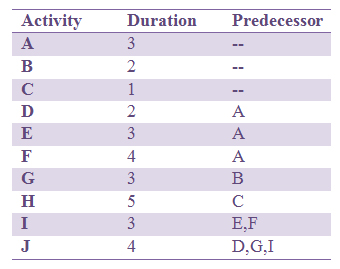 Activity Duration Predecessor
A 3 --
B 2 --
C 1 --
D 2 A
E 3 A
F 4 A
G 3 B
H 5 C
I 3 E,F
J 4 D,G,I